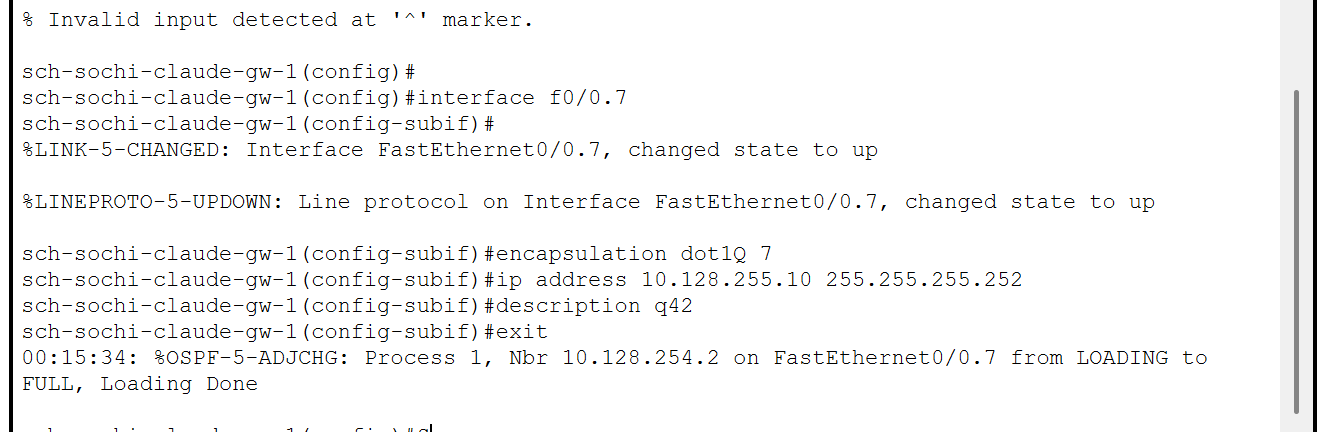 % Invalid input detected at '^' marker.
sch-sochi-claude-gw-1(config)#
sch-sochi-claude-gw-1(config)#interface f0/0.7
sch-sochi-claude-gw-1(config-subif)#
%LINK-5-CHANGED: Interface FastEthernet0/0.7, changed state to up
%LINEPROTO-5-UPDOWN: Line protocol on Interface FastEthernet0/0.7, changed state to up
sch-sochi-claude-gw-1(config-subif)#encapsulation dot1Q 7
sch-sochi-claude-gw-1(config-subif)#ip address 10.128.255.10 255.255.255.252
sch-sochi-claude-gw-1(config-subif)#description q42
sch-sochi-claude-gw-1(config-subif)#exit
00:15:34: %OSPF-5-ADJCHG: Process 1, Nbr 10.128.254.2 on FastEthernet0/0.7 from LOADING to
FULL, Loading Done